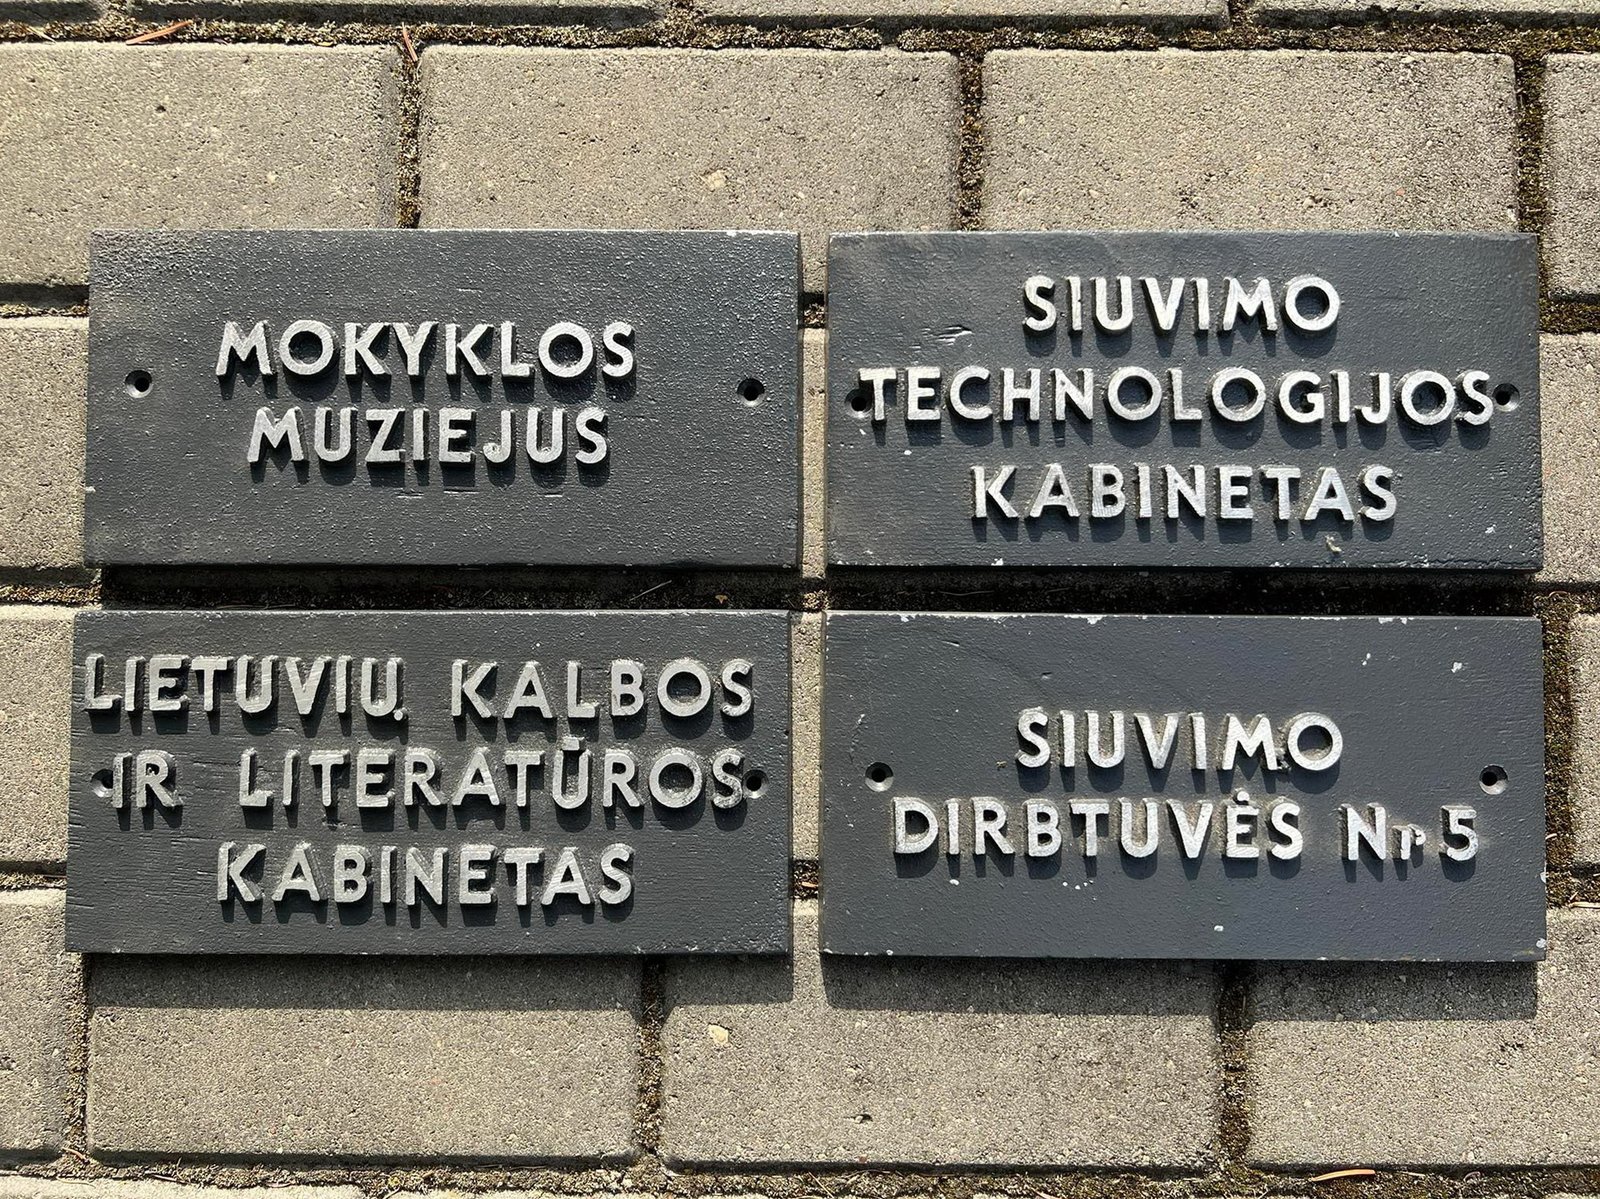 MOKYKLOS
MUZIEJUS
SIUVIMO
TECHNOLOGIJOS
KABINETAS
LIETUVIŲ KALBOS
IR LITERATŪROS
KABINETAS
SIUVIMO
DIRBTUVĖS Nr 5